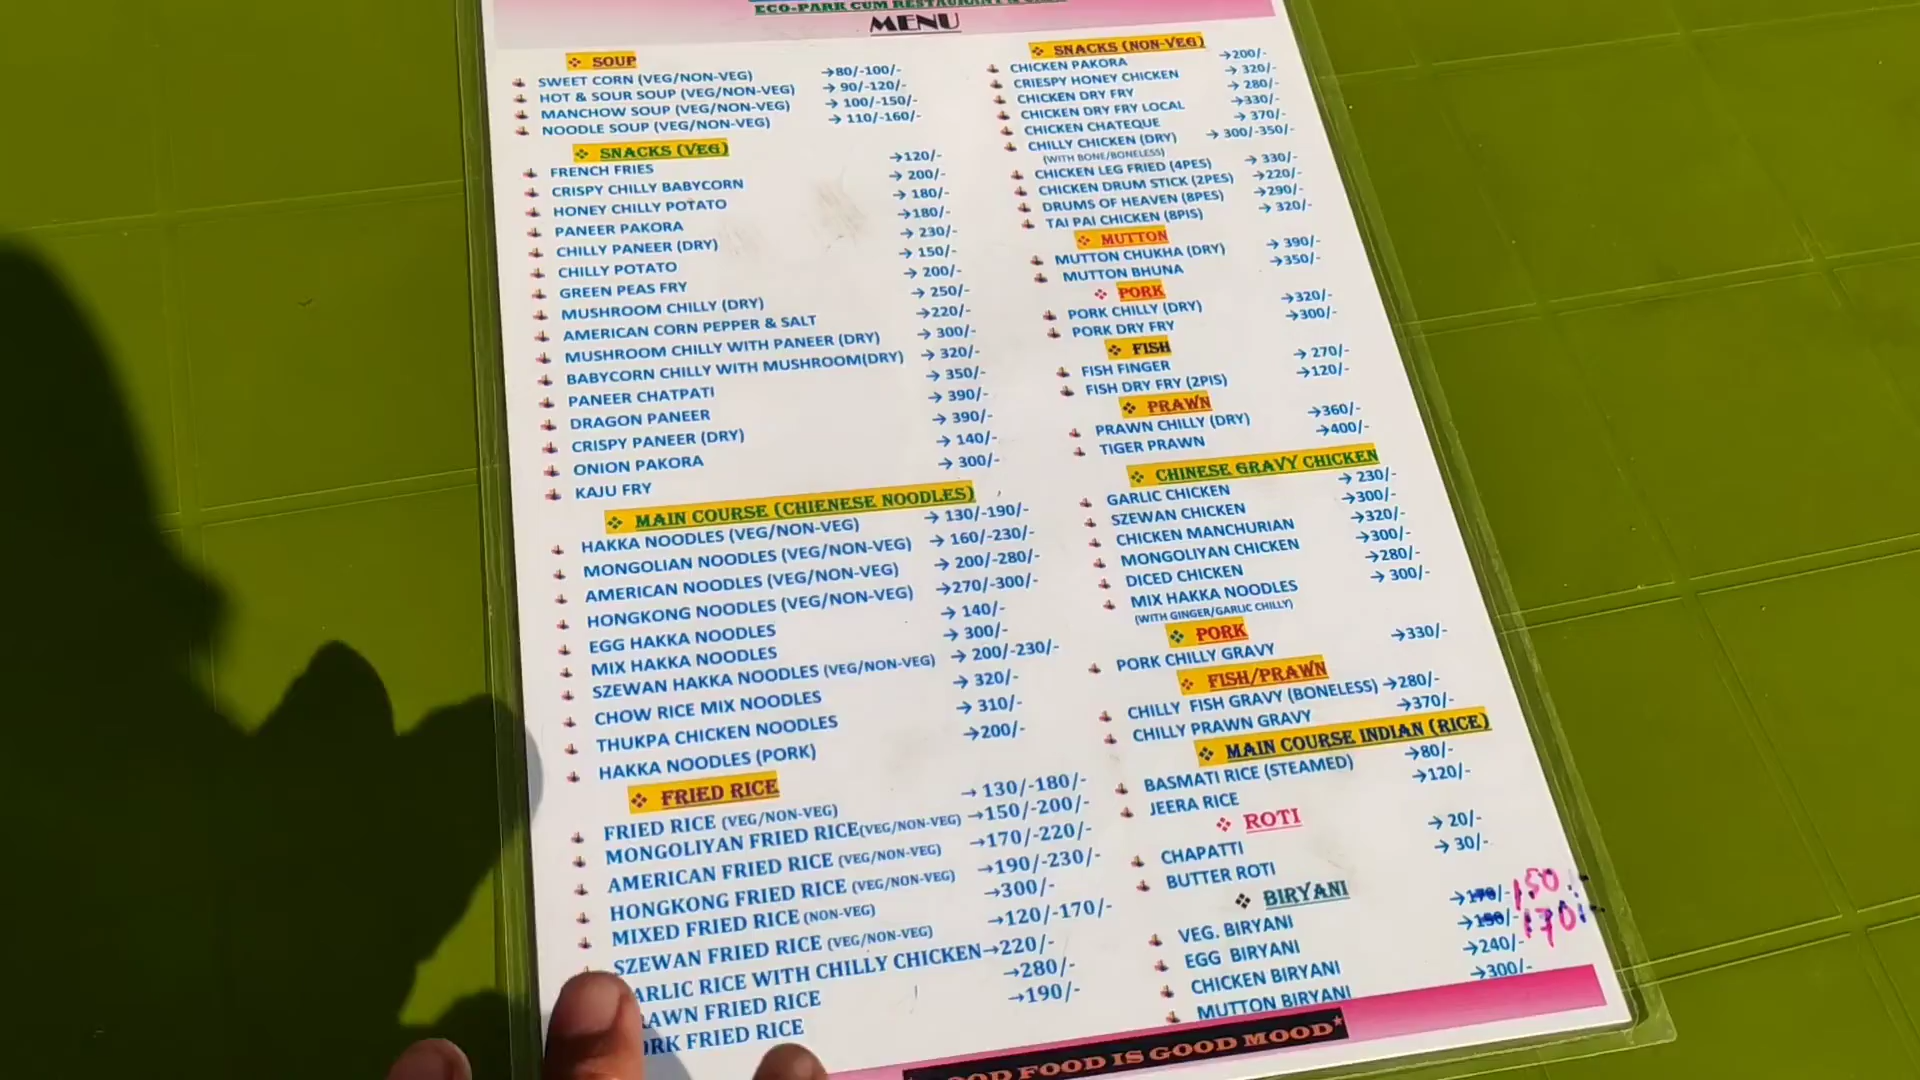 ECO-PARK CUM RESTAURANT &
MENU
SOUP
SWEET CORN (VEG/NON-VEG) →80/-100/-
HOT & SOUR SOUP (VEG/NON-VEG) → 90/-120/-
MANCHOW SOUP (VEG/NON-VEG) → 100/-150/-
NOODLE SOUP (VEG/NON-VEG) → 110/-160/-
SNACKS (VEG)
FRENCH FRIES →120/-
CRISPY CHILLY BABYCORN → 200/-
HONEY CHILLY POTATO → 180/-
PANEER PAKORA →180/-
CHILLY PANEER (DRY) → 230/-
CHILLY POTATO → 150/-
GREEN PEAS FRY → 200/-
MUSHROOM CHILLY (DRY) → 250/-
AMERICAN CORN PEPPER & SALT →220/-
MUSHROOM CHILLY WITH PANEER (DRY) → 300/-
BABYCORN CHILLY WITH MUSHROOM(DRY) → 320/-
PANEER CHATPATI → 350/-
DRAGON PANEER → 390/-
CRISPY PANEER (DRY) → 390/-
ONION PAKORA → 140/-
KAJU FRY → 300/-
MAIN COURSE (CHIENESE NOODLES)
HAKKA NOODLES (VEG/NON-VEG) → 130/-190/-
MONGOLIAN NOODLES (VEG/NON-VEG) → 160/-230/-
AMERICAN NOODLES (VEG/NON-VEG) → 200/-280/-
HONGKONG NOODLES (VEG/NON-VEG) →270/-300/-
EGG HAKKA NOODLES → 140/-
MIX HAKKA NOODLES → 300/-
SZEWAN HAKKA NOODLES (VEG/NON-VEG) → 200/-230/-
CHOW RICE MIX NOODLES → 320/-
THUKPA CHICKEN NOODLES → 310/-
HAKKA NOODLES (PORK) →200/-
FRIED RICE
FRIED RICE (VEG/NON-VEG) → 130/-180/-
MONGOLIYAN FRIED RICE(VEG/NON-VEG) →150/-200/-
AMERICAN FRIED RICE (VEG/NON-VEG) →170/-220/-
HONGKONG FRIED RICE (VEG/NON-VEG) →190/-230/-
MIXED FRIED RICE (NON-VEG) →300/-
SZEWAN FRIED RICE (VEG/NON-VEG) →120/-170/-
ARLIC RICE WITH CHILLY CHICKEN→220/-
AWN FRIED RICE →280/-
ORK FRIED RICE →190/-
SNACKS (NON-VEG)
CHICKEN PAKORA →200/-
CRIESPY HONEY CHICKEN → 320/-
CHICKEN DRY FRY → 280/-
CHICKEN DRY FRY LOCAL →330/-
CHICKEN CHATEQUE → 370/-
CHILLY CHICKEN (DRY) → 300/-350/-
(WITH BONE/BONELESS)
CHICKEN LEG FRIED (4PES) → 330/-
CHICKEN DRUM STICK (2PES) →220/-
DRUMS OF HEAVEN (8PES) →290/-
TAI PAI CHICKEN (8PIS) → 320/-
MUTTON
MUTTON CHUKHA (DRY) → 390/-
MUTTON BHUNA →350/-
PORK
PORK CHILLY (DRY) →320/-
PORK DRY FRY →300/-
FISH
FISH FINGER → 270/-
FISH DRY FRY (2PIS) →120/-
PRAWN
PRAWN CHILLY (DRY) →360/-
TIGER PRAWN →400/-
CHINESE GRAVY CHICKEN
GARLIC CHICKEN → 230/-
SZEWAN CHICKEN →300/-
CHICKEN MANCHURIAN →320/-
MONGOLIYAN CHICKEN →300/-
DICED CHICKEN →280/-
MIX HAKKA NOODLES → 300/-
(WITH GINGER/GARLIC CHILLY)
PORK
PORK CHILLY GRAVY →330/-
FISH/PRAWN
CHILLY FISH GRAVY (BONELESS) →280/-
CHILLY PRAWN GRAVY →370/-
MAIN COURSE INDIAN (RICE)
BASMATI RICE (STEAMED) →80/-
JEERA RICE →120/-
ROTI
CHAPATTI → 20/-
BUTTER ROTI → 30/-
BIRYANI
VEG. BIRYANI 150
EGG BIRYANI 170
CHICKEN BIRYANI →240/-
MUTTON BIRYANI →300/-
OOD FOOD IS GOOD MOOD*